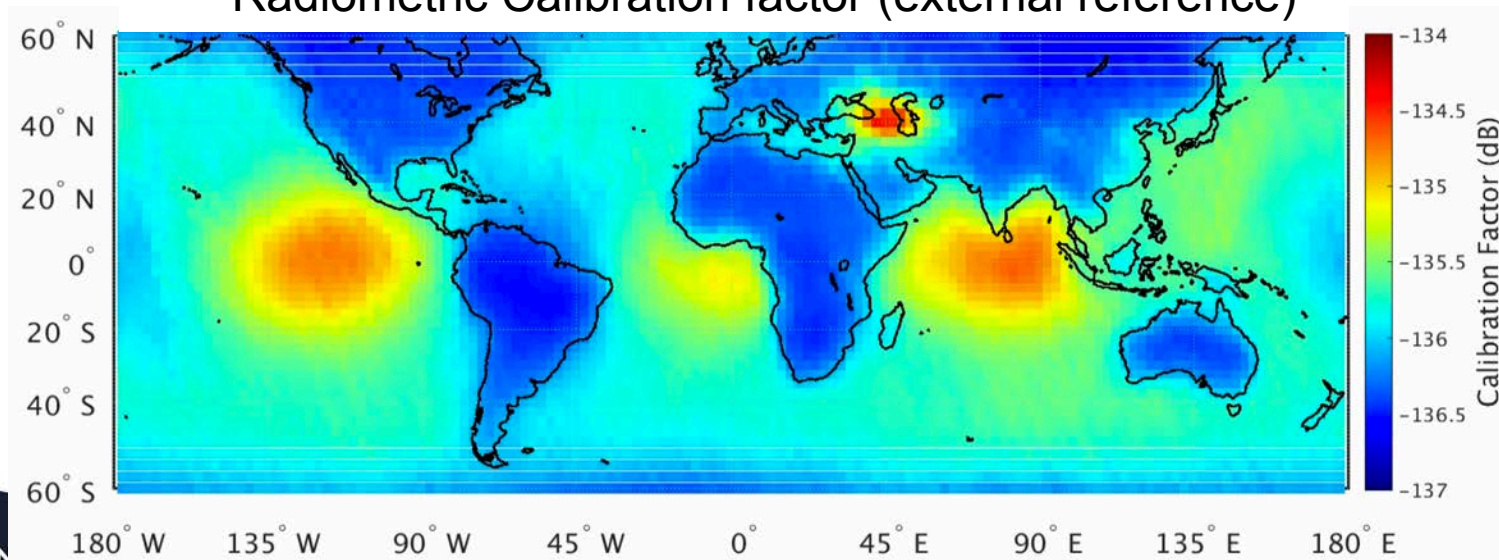 Radiometric Calibration factor (external reference)
60° N
40° N
20° N
0°
20° S
40° S
60° S
180° W 135° W 90° W 45° W 0° 45° E 90° E 135° E 180° E
-134
-134.5
-135
-135.5
-136
-136.5
-137
Calibration Factor (dB)